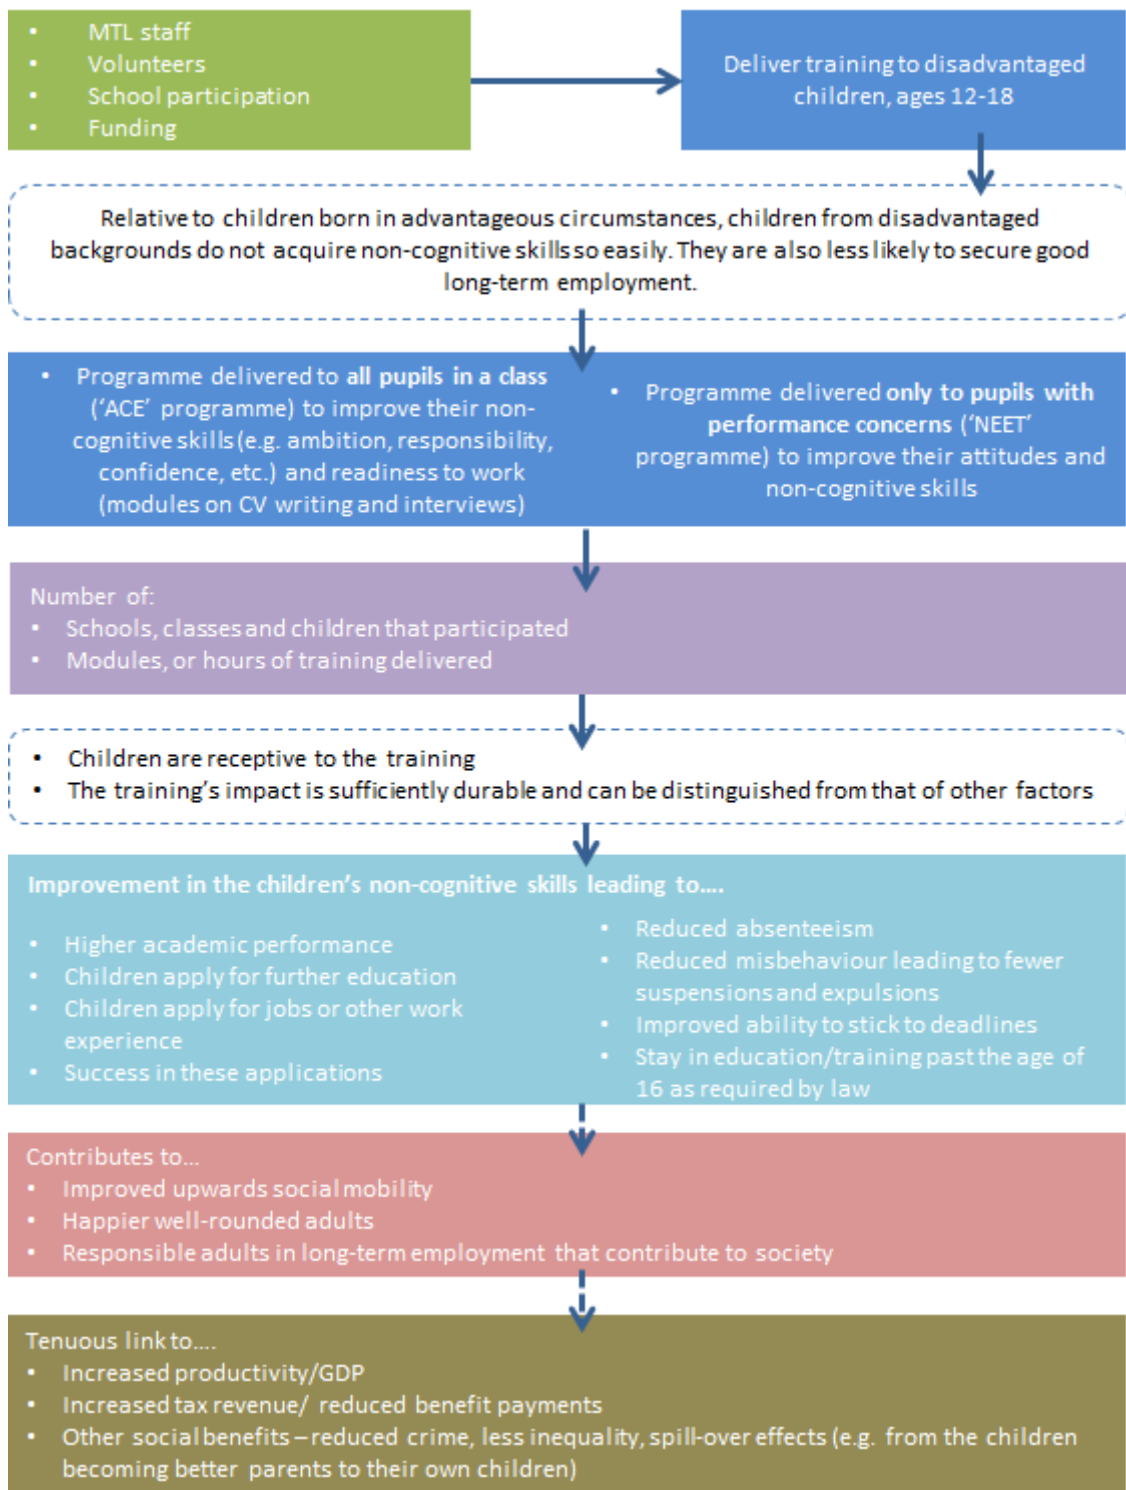 • MTL staff
• Volunteers
• School participation
• Funding
Deliver training to disadvantaged
children, ages 12-18
Relative to children born in advantageous circumstances, children from disadvantaged
backgrounds do not acquire non-cognitive skills so easily. They are also less likely to secure good
long-term employment.
• Programme delivered to all pupils in a class
('ACE' programme) to improve their non-
cognitive skills (e.g. ambition, responsibility,
confidence, etc.) and readiness to work
(modules on CV writing and interviews)
• Programme delivered only to pupils with
performance concerns ('NEET'
programme) to improve their attitudes and
non-cognitive skills
Number of:
• Schools, classes and children that participated
• Modules, or hours of training delivered
• Children are receptive to the training
• The training's impact is sufficiently durable and can be distinguished from that of other factors
Improvement in the children's non-cognitive skills leading to....
• Higher academic performance
• Children apply for further education
• Children apply for jobs or other work
experience
• Success in these applications
• Reduced absenteeism
• Reduced misbehaviour leading to fewer
suspensions and expulsions
• Improved ability to stick to deadlines
• Stay in education/training past the age of
16 as required by law
Contributes to...
• Improved upwards social mobility
• Happier well-rounded adults
• Responsible adults in long-term employment that contribute to society
Tenuous link to....
• Increased productivity/GDP
• Increased tax revenue/ reduced benefit payments
• Other social benefits – reduced crime, less inequality, spill-over effects (e.g. from the children
becoming better parents to their own children)